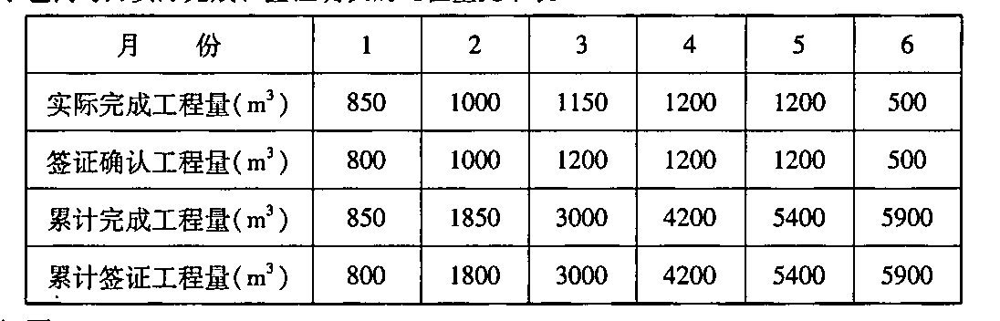 月 份 1 2 3 4 5 6
实际完成工程量(m³) 850 1000 1150 1200 1200 500
签证确认工程量(m³) 800 1000 1200 1200 1200 500
累计完成工程量(m³) 850 1850 3000 4200 5400 5900
累计签证工程量(m³) 800 1800 3000 4200 5400 5900